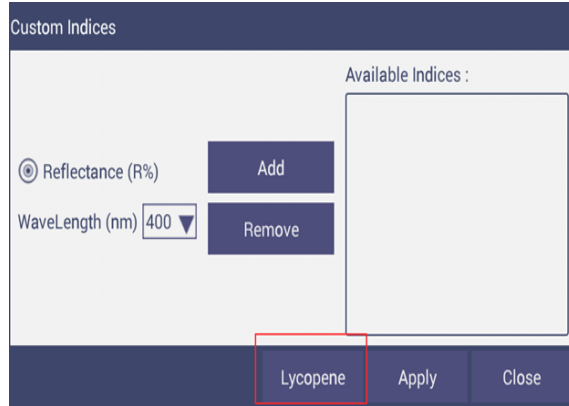 Custom Indices
Available Indices :
Reflectance (R%)
Add
WaveLength (nm) 400
Remove
Lycopene
Apply
Close